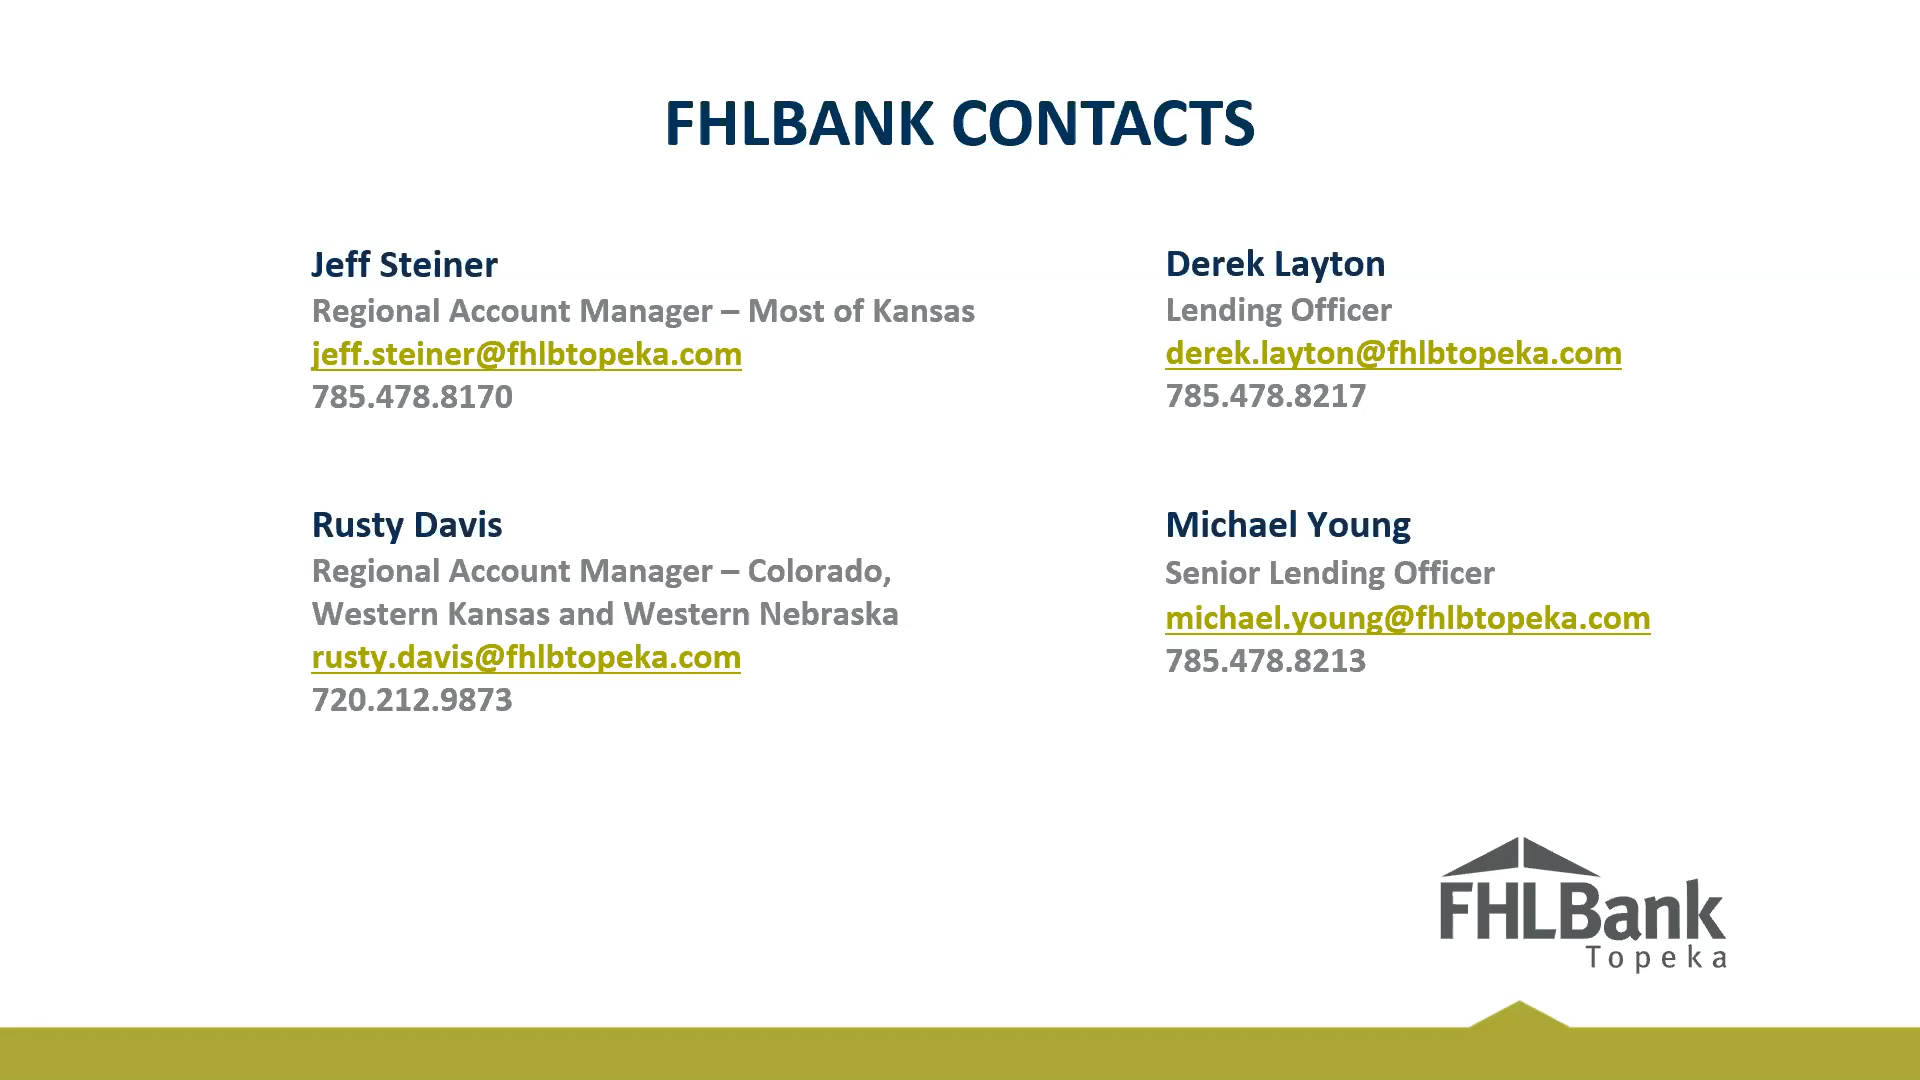 FHLBANK CONTACTS
Jeff Steiner
Regional Account Manager – Most of Kansas
jeff.steiner@fhlbtopeka.com
785.478.8170
Derek Layton
Lending Officer
derek.layton@fhlbtopeka.com
785.478.8217
Rusty Davis
Regional Account Manager – Colorado,
Western Kansas and Western Nebraska
rusty.davis@fhlbtopeka.com
720.212.9873
Michael Young
Senior Lending Officer
michael.young@fhlbtopeka.com
785.478.8213
FHLBank
Topeka